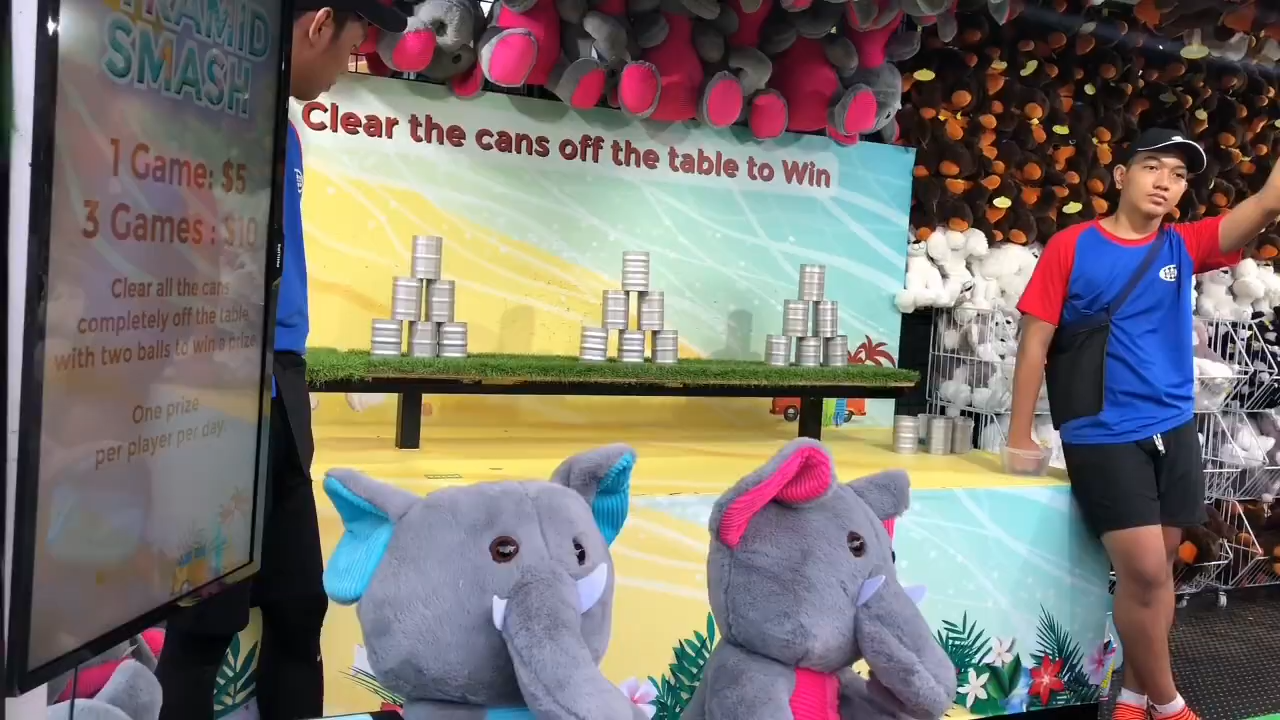 PYRAMID
SMASH
1 Game: $5
3 Games : $10
Clear all the cans
completely off the table
with two balls to win a prize
One prize
per player per day.
Clear the cans off the table to Win